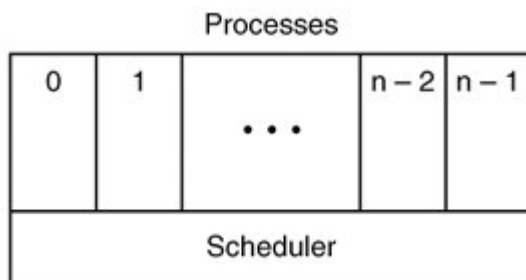 Processes
0 1 • • • n – 2 n – 1
Scheduler